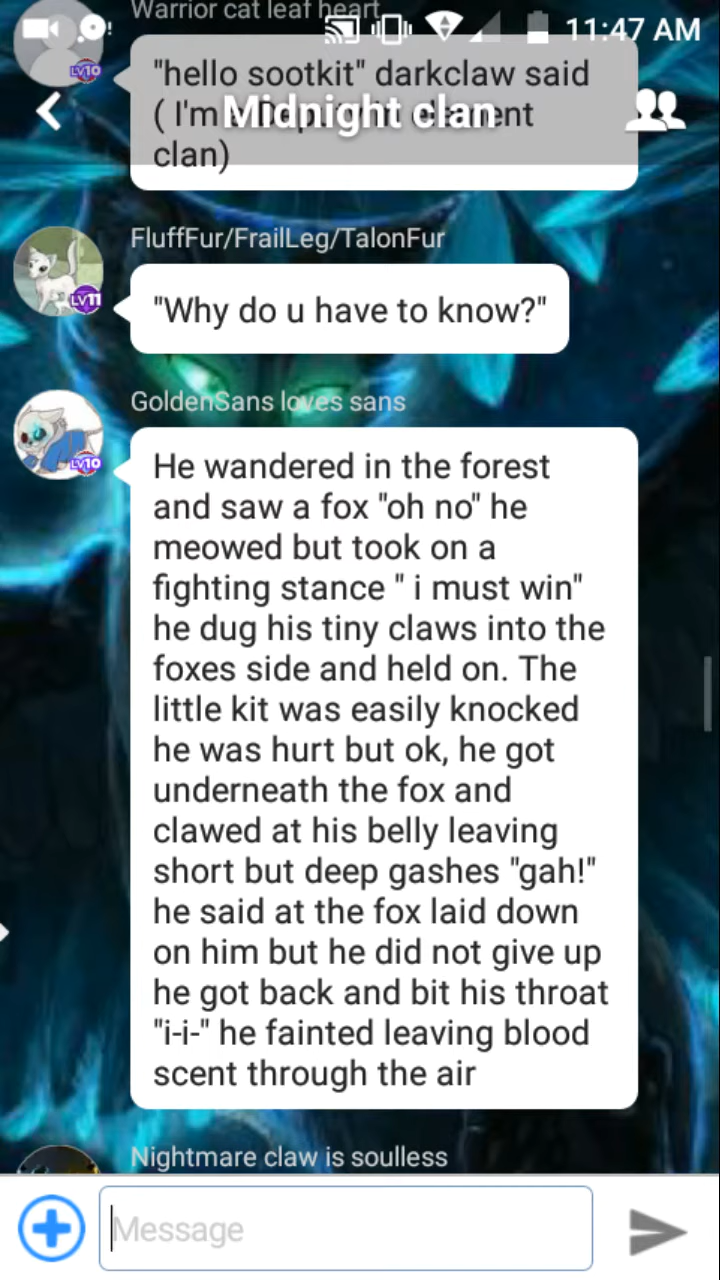 Warrior cat leaf heart
11:47 AM
LV10
"hello sootkit" darkclaw said
( I'm
Midnight clan
clan)
FluffFur/FrailLeg/TalonFur
LV11
"Why do u have to know?"
GoldenSans loves sans
LV10
He wandered in the forest
and saw a fox "oh no" he
meowed but took on a
fighting stance " i must win"
he dug his tiny claws into the
foxes side and held on. The
little kit was easily knocked
he was hurt but ok, he got
underneath the fox and
clawed at his belly leaving
short but deep gashes "gah!"
he said at the fox laid down
on him but he did not give up
he got back and bit his throat
"i-i-" he fainted leaving blood
scent through the air
Nightmare claw is soulless
Message